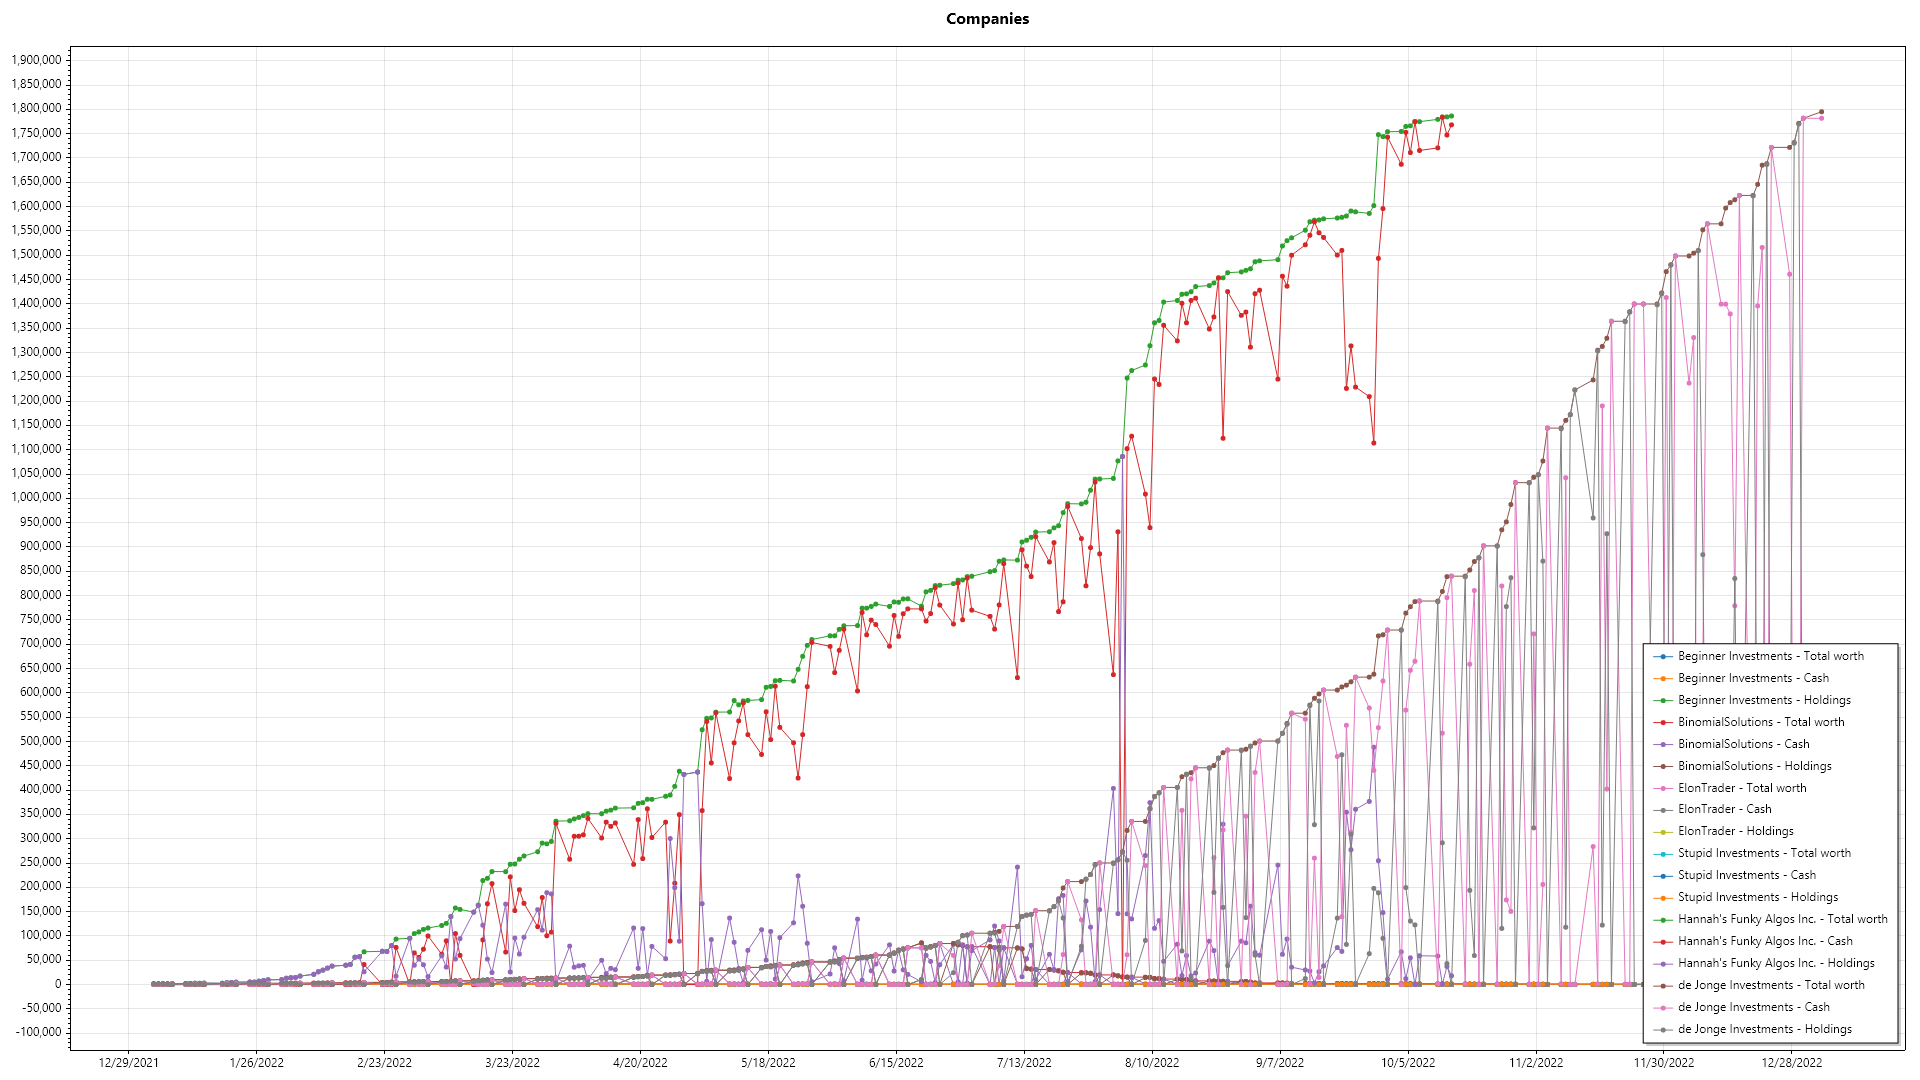 Companies
1,900,000
1,850,000
1,800,000
1,750,000
1,700,000
1,650,000
1,600,000
1,550,000
1,500,000
1,450,000
1,400,000
1,350,000
1,300,000
1,250,000
1,200,000
1,150,000
1,100,000
1,050,000
1,000,000
950,000
900,000
850,000
800,000
750,000
700,000
650,000
600,000
550,000
500,000
450,000
400,000
350,000
300,000
250,000
200,000
150,000
100,000
50,000
0
-50,000
-100,000
Beginner Investments - Total worth
Beginner Investments - Cash
Beginner Investments - Holdings
BinomialSolutions - Total worth
BinomialSolutions - Cash
BinomialSolutions - Holdings
ElonTrader - Total worth
ElonTrader - Cash
ElonTrader - Holdings
Stupid Investments - Total worth
Stupid Investments - Cash
Stupid Investments - Holdings
Hannah's Funky Algos Inc. - Total worth
Hannah's Funky Algos Inc. - Cash
Hannah's Funky Algos Inc. - Holdings
de Jonge Investments - Total worth
de Jonge Investments - Cash
de Jonge Investments - Holdings
12/29/2021 1/26/2022 2/23/2022 3/23/2022 4/20/2022 5/18/2022 6/15/2022 7/13/2022 8/10/2022 9/7/2022 10/5/2022 11/2/2022 11/30/2022 12/28/2022